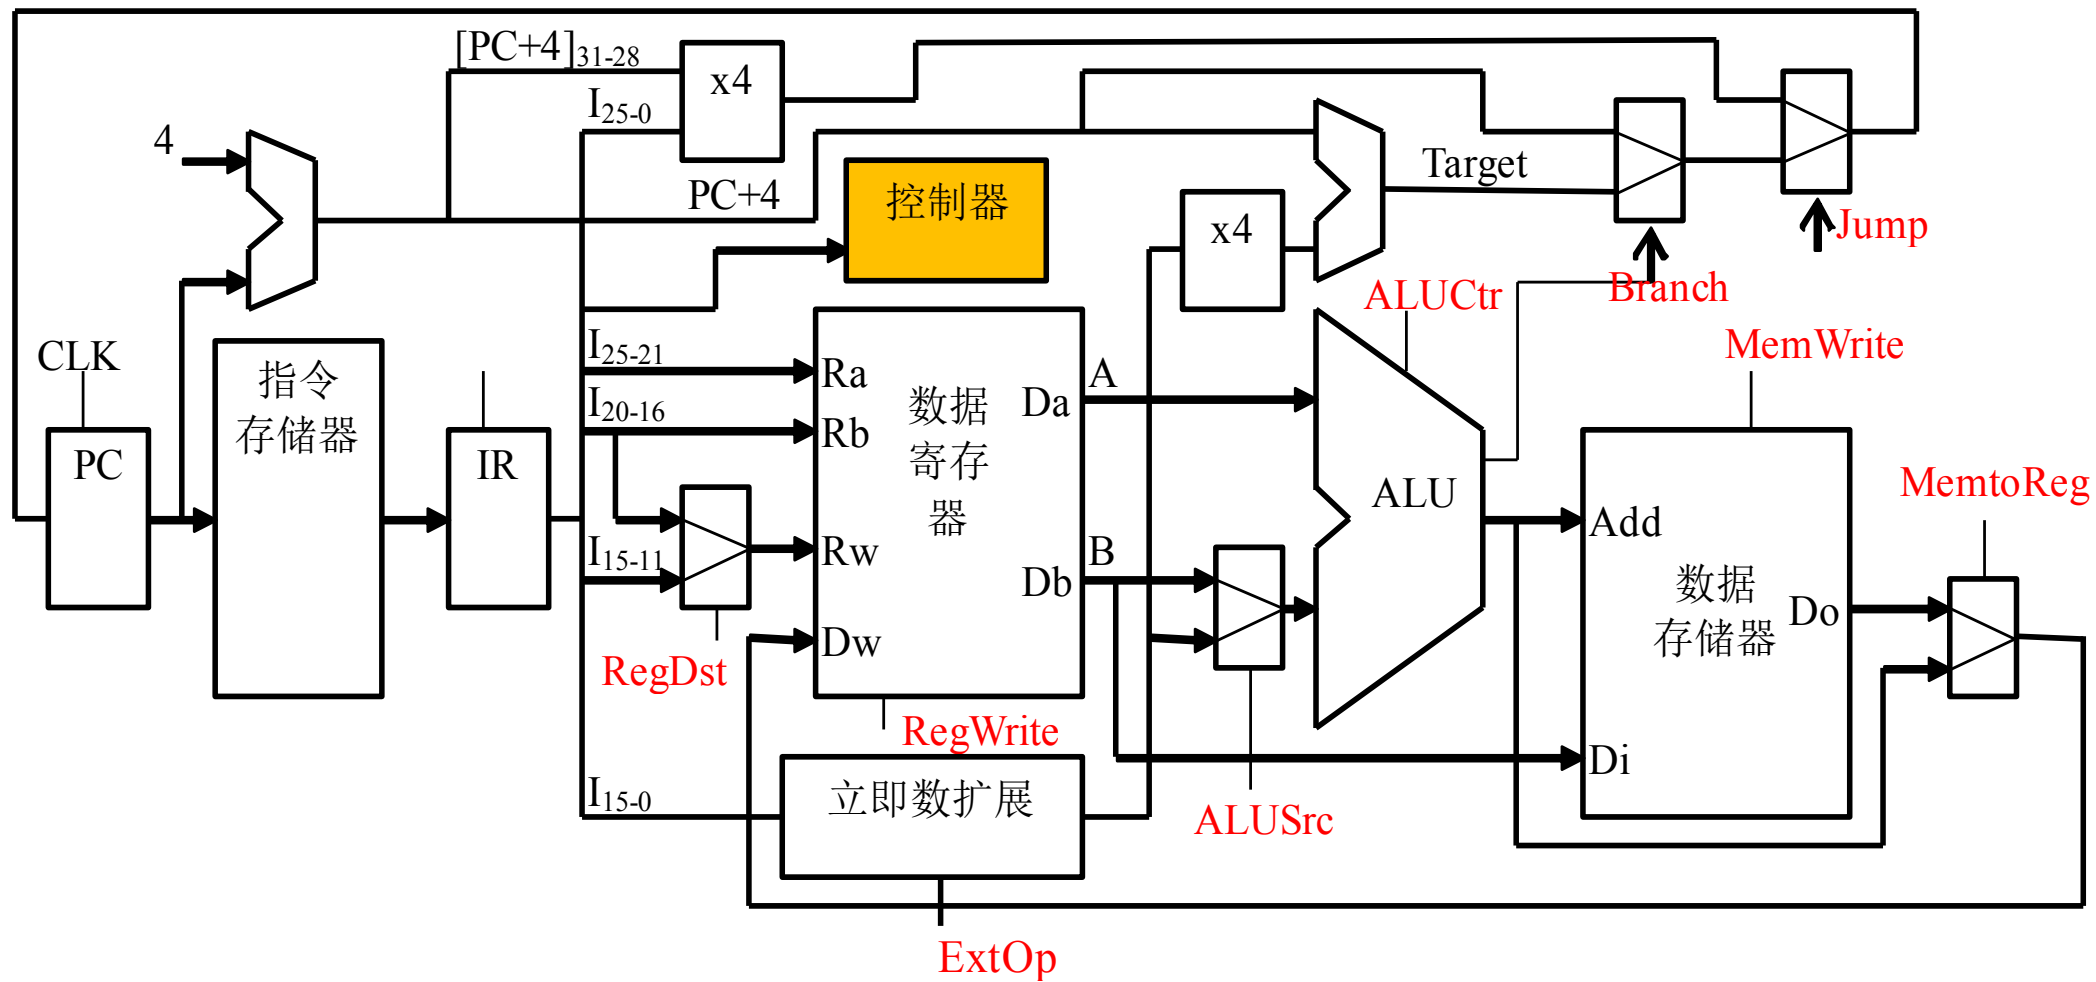 [PC+4]31-28
x4
I25-0
4
PC+4
控制器
Target
x4
Jump
Branch
ALUCtr
MemWrite
CLK
指令
存储器
PC
IR
I25-21
I20-16
I15-11
I15-0
RegDst
Ra
Rb
Rw
Dw
数据
寄存
器
Da
Db
A
B
RegWrite
立即数扩展
ExtOp
ALUSrc
ALU
Add
数据
存储器
Do
Di
MemtoReg